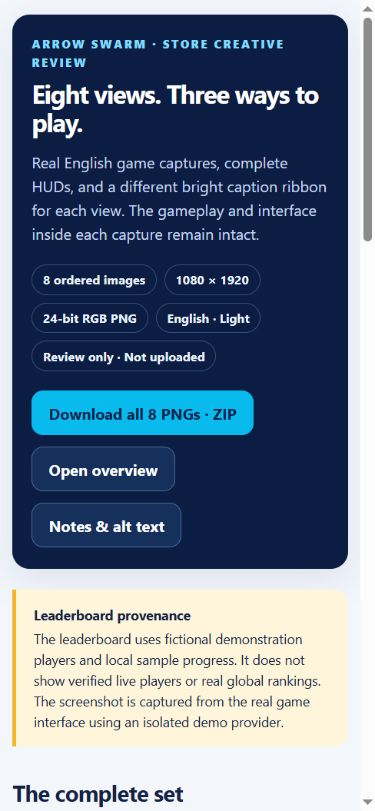 ARROW SWARM · STORE CREATIVE
REVIEW
Eight views. Three ways to
play.
Real English game captures, complete
HUDs, and a different bright caption ribbon
for each view. The gameplay and interface
inside each capture remain intact.
8 ordered images
1080 × 1920
24-bit RGB PNG
English · Light
Review only · Not uploaded
Download all 8 PNGs · ZIP
Open overview
Notes & alt text
Leaderboard provenance
The leaderboard uses fictional demonstration
players and local sample progress. It does not
show verified live players or real global rankings.
The screenshot is captured from the real game
interface using an isolated demo provider.
The complete set